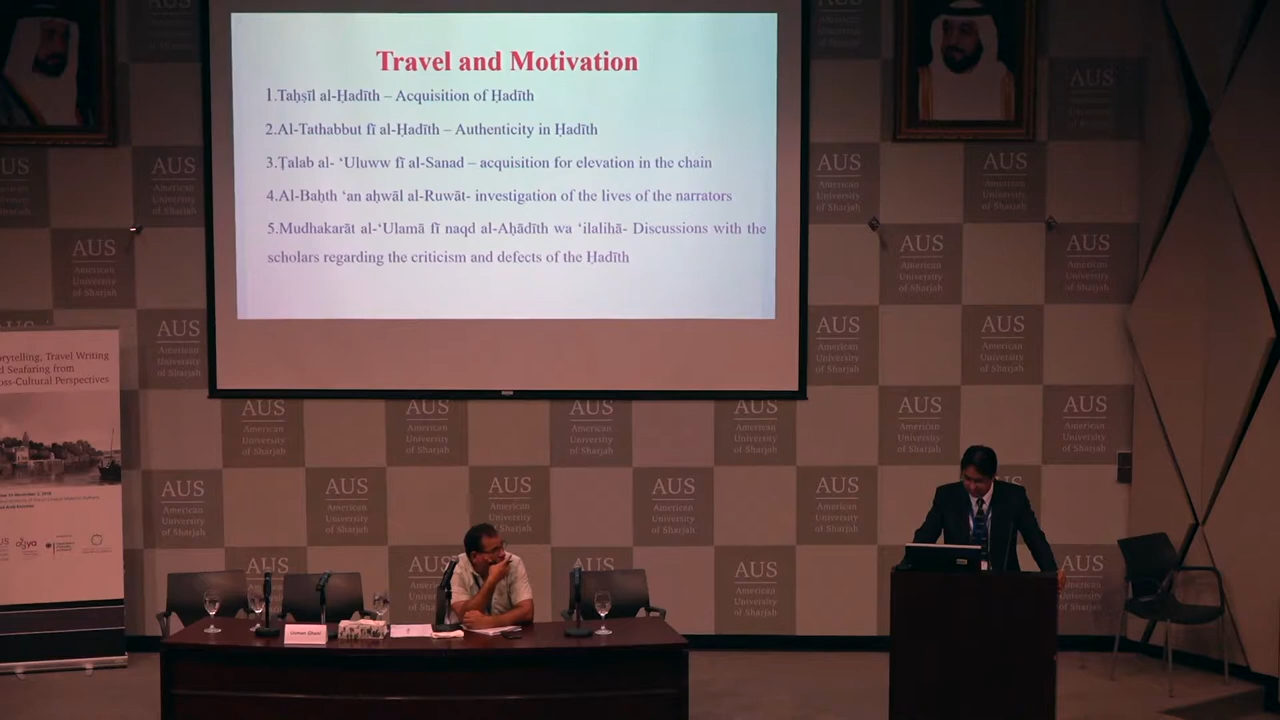 Travel and Motivation
1.Taḥṣīl al-Ḥadīth – Acquisition of Ḥadīth
2.Al-Tathabbut fī al-Ḥadīth – Authenticity in Ḥadīth
3.Ṭalab al- ‘Uluww fī al-Sanad – acquisition for elevation in the chain
4.Al-Baḥth ‘an aḥwāl al-Ruwāt- investigation of the lives of the narrators
5.Mudhakarāt al-‘Ulamā fī naqd al-Aḥādīth wa ‘ilalihā- Discussions with the
scholars regarding the criticism and defects of the Ḥadīth
AUS
American
University
of Sharjah
orytelling, Travel Writing
d Seafaring from
oss-Cultural Perspectives
Usman Ghani